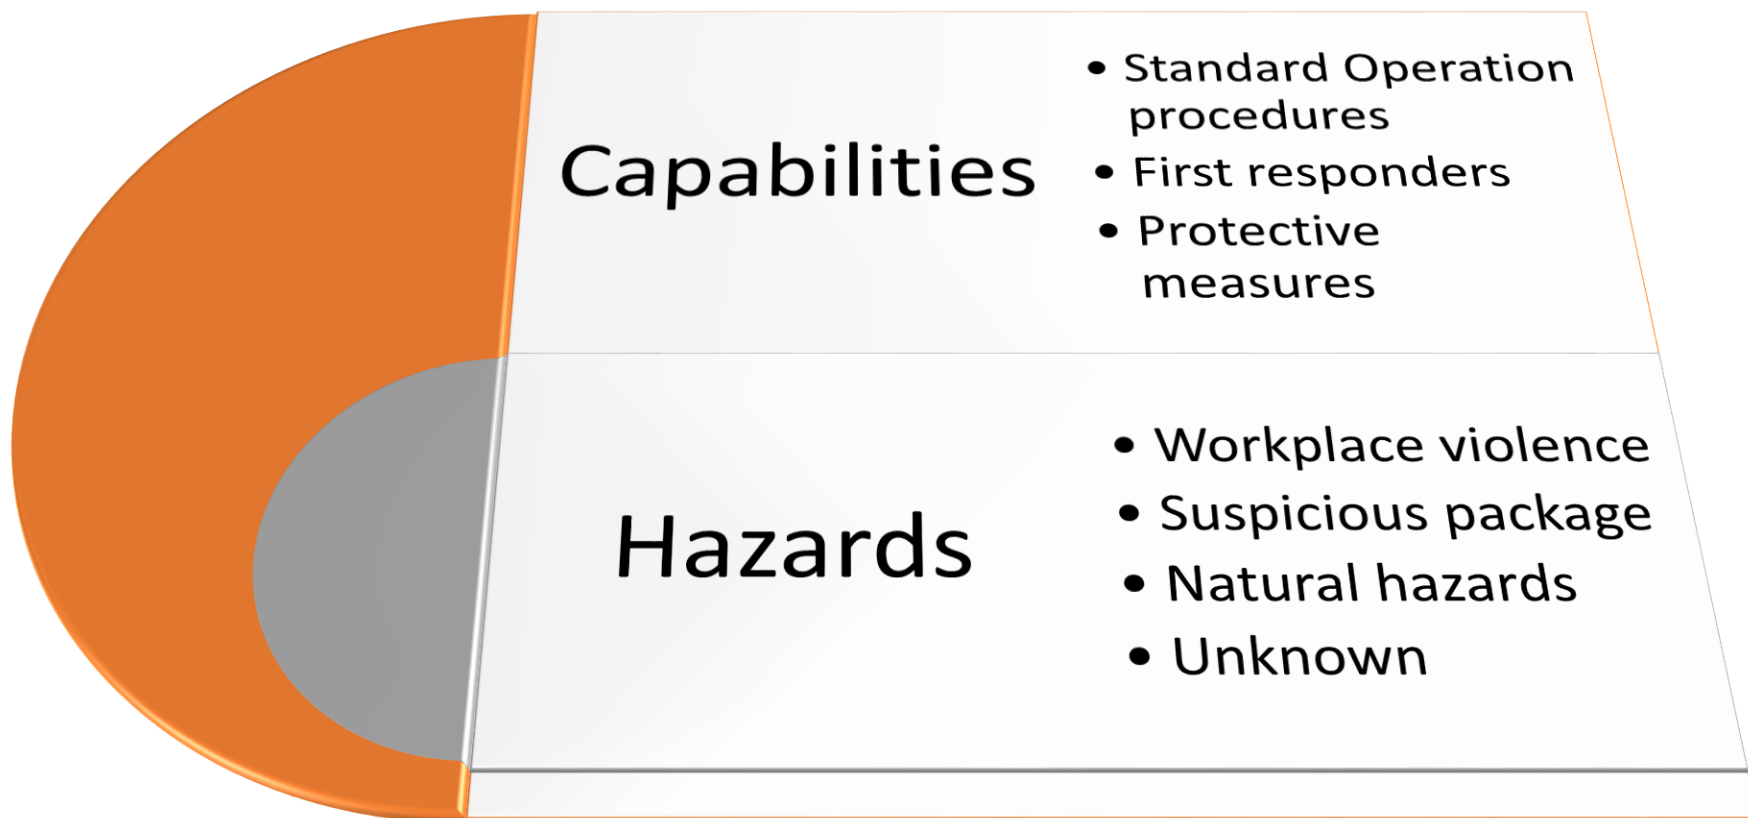 Capabilities
• Standard Operation
procedures
• First responders
• Protective
measures
Hazards
• Workplace violence
• Suspicious package
• Natural hazards
• Unknown